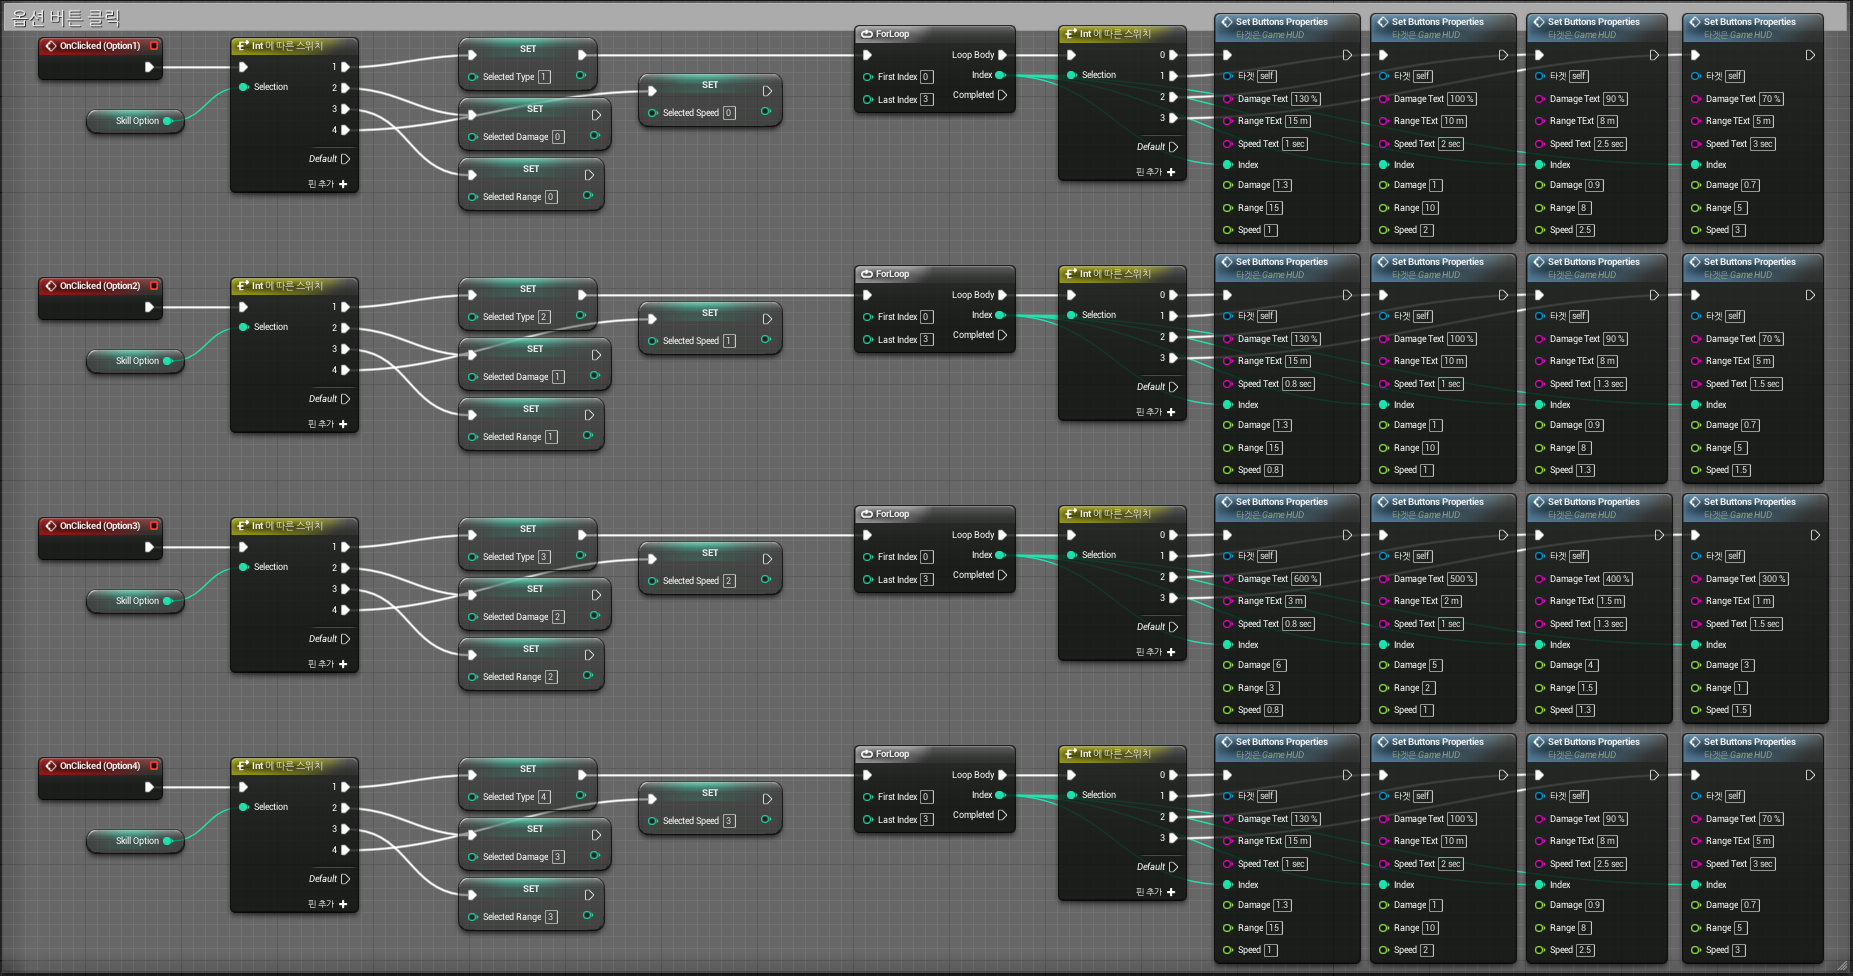 옵션 버튼 클릭
OnClicked (Option1)
Skill Option
Int 에 따른 스위치
Selection
1
2
3
4
Default
핀 추가
SET
Selected Type 1
SET
Selected Damage 0
SET
Selected Range 0
SET
Selected Speed 0
ForLoop
Loop Body
First Index 0
Index
Last Index 3
Completed
Int 에 따른 스위치
Selection
0
1
2
3
Default
핀 추가
Set Buttons Properties
타겟은 Game HUD
타겟 self
Damage Text 130 %
Range TExt 15 m
Speed Text 1 sec
Index
Damage 1.3
Range 15
Speed 1
Set Buttons Properties
타겟은 Game HUD
타겟 self
Damage Text 100 %
Range TExt 10 m
Speed Text 2 sec
Index
Damage 1
Range 10
Speed 2
Set Buttons Properties
타겟은 Game HUD
타겟 self
Damage Text 90 %
Range TExt 8 m
Speed Text 2.5 sec
Index
Damage 0.9
Range 8
Speed 2.5
Set Buttons Properties
타겟은 Game HUD
타겟 self
Damage Text 70 %
Range TExt 5 m
Speed Text 3 sec
Index
Damage 0.7
Range 5
Speed 3
OnClicked (Option2)
Skill Option
Int 에 따른 스위치
Selection
1
2
3
4
Default
핀 추가
SET
Selected Type 2
SET
Selected Damage 1
SET
Selected Range 1
SET
Selected Speed 1
ForLoop
Loop Body
First Index 0
Index
Last Index 3
Completed
Int 에 따른 스위치
Selection
0
1
2
3
Default
핀 추가
Set Buttons Properties
타겟은 Game HUD
타겟 self
Damage Text 130 %
Range TExt 15 m
Speed Text 0.8 sec
Index
Damage 1.3
Range 15
Speed 0.8
Set Buttons Properties
타겟은 Game HUD
타겟 self
Damage Text 100 %
Range TExt 10 m
Speed Text 1 sec
Index
Damage 1
Range 10
Speed 1
Set Buttons Properties
타겟은 Game HUD
타겟 self
Damage Text 90 %
Range TExt 8 m
Speed Text 1.3 sec
Index
Damage 0.9
Range 8
Speed 1.3
Set Buttons Properties
타겟은 Game HUD
타겟 self
Damage Text 70 %
Range TExt 5 m
Speed Text 1.5 sec
Index
Damage 0.7
Range 5
Speed 1.5
OnClicked (Option3)
Skill Option
Int 에 따른 스위치
Selection
1
2
3
4
Default
핀 추가
SET
Selected Type 3
SET
Selected Damage 2
SET
Selected Range 2
SET
Selected Speed 2
ForLoop
Loop Body
First Index 0
Index
Last Index 3
Completed
Int 에 따른 스위치
Selection
0
1
2
3
Default
핀 추가
Set Buttons Properties
타겟은 Game HUD
타겟 self
Damage Text 600 %
Range TExt 3 m
Speed Text 0.8 sec
Index
Damage 6
Range 3
Speed 0.8
Set Buttons Properties
타겟은 Game HUD
타겟 self
Damage Text 500 %
Range TExt 2 m
Speed Text 1 sec
Index
Damage 5
Range 2
Speed 1
Set Buttons Properties
타겟은 Game HUD
타겟 self
Damage Text 400 %
Range TExt 1.5 m
Speed Text 1.3 sec
Index
Damage 4
Range 1.5
Speed 1.3
Set Buttons Properties
타겟은 Game HUD
타겟 self
Damage Text 300 %
Range TExt 1 m
Speed Text 1.5 sec
Index
Damage 3
Range 1
Speed 1.5
OnClicked (Option4)
Skill Option
Int 에 따른 스위치
Selection
1
2
3
4
Default
핀 추가
SET
Selected Type 4
SET
Selected Damage 3
SET
Selected Range 3
SET
Selected Speed 3
ForLoop
Loop Body
First Index 0
Index
Last Index 3
Completed
Int 에 따른 스위치
Selection
0
1
2
3
Default
핀 추가
Set Buttons Properties
타겟은 Game HUD
타겟 self
Damage Text 130 %
Range TExt 15 m
Speed Text 1 sec
Index
Damage 1.3
Range 15
Speed 1
Set Buttons Properties
타겟은 Game HUD
타겟 self
Damage Text 100 %
Range TExt 10 m
Speed Text 2 sec
Index
Damage 1
Range 10
Speed 2
Set Buttons Properties
타겟은 Game HUD
타겟 self
Damage Text 90 %
Range TExt 8 m
Speed Text 2.5 sec
Index
Damage 0.9
Range 8
Speed 2.5
Set Buttons Properties
타겟은 Game HUD
타겟 self
Damage Text 70 %
Range TExt 5 m
Speed Text 3 sec
Index
Damage 0.7
Range 5
Speed 3